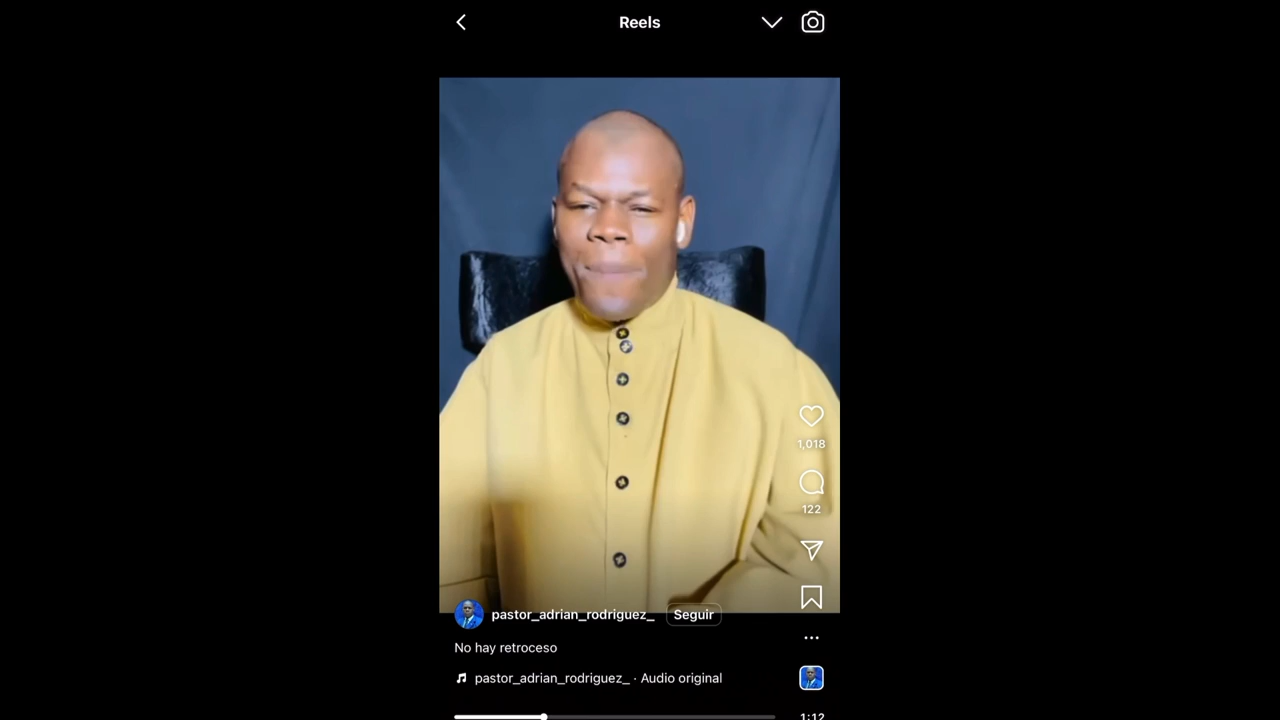 Reels
1,018
122
pastor_adrian_rodriguez_ Seguir
No hay retroceso
pastor_adrian_rodriguez_ · Audio original
1:12